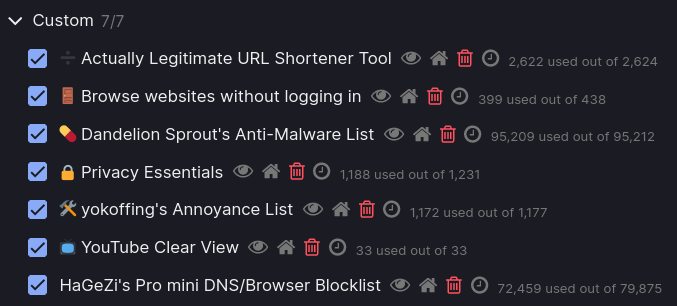 Custom 7/7
➗ Actually Legitimate URL Shortener Tool 2,622 used out of 2,624
🚪 Browse websites without logging in 399 used out of 438
💊 Dandelion Sprout's Anti-Malware List 95,209 used out of 95,212
🔒 Privacy Essentials 1,188 used out of 1,231
🛠️ yokoffing's Annoyance List 1,172 used out of 1,177
📺 YouTube Clear View 33 used out of 33
HaGeZi's Pro mini DNS/Browser Blocklist 72,459 used out of 79,875